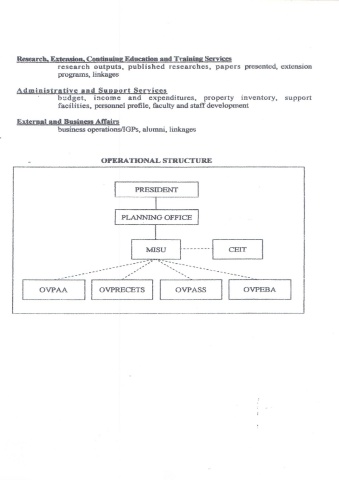 Research, Extension, Continuing Education and Training Services
research outputs, published researches, papers presented, extension
programs, linkages
Administrative and Support Services
budget, income and expenditures, property inventory, support
facilities, personnel profile, faculty and staff development
External and Business Affairs
business operations/IGPs, alumni, linkages
OPERATIONAL STRUCTURE
PRESIDENT
PLANNING OFFICE
MISU
CEIT
OVPAA
OVPRECETS
OVPASS
OVPEBA